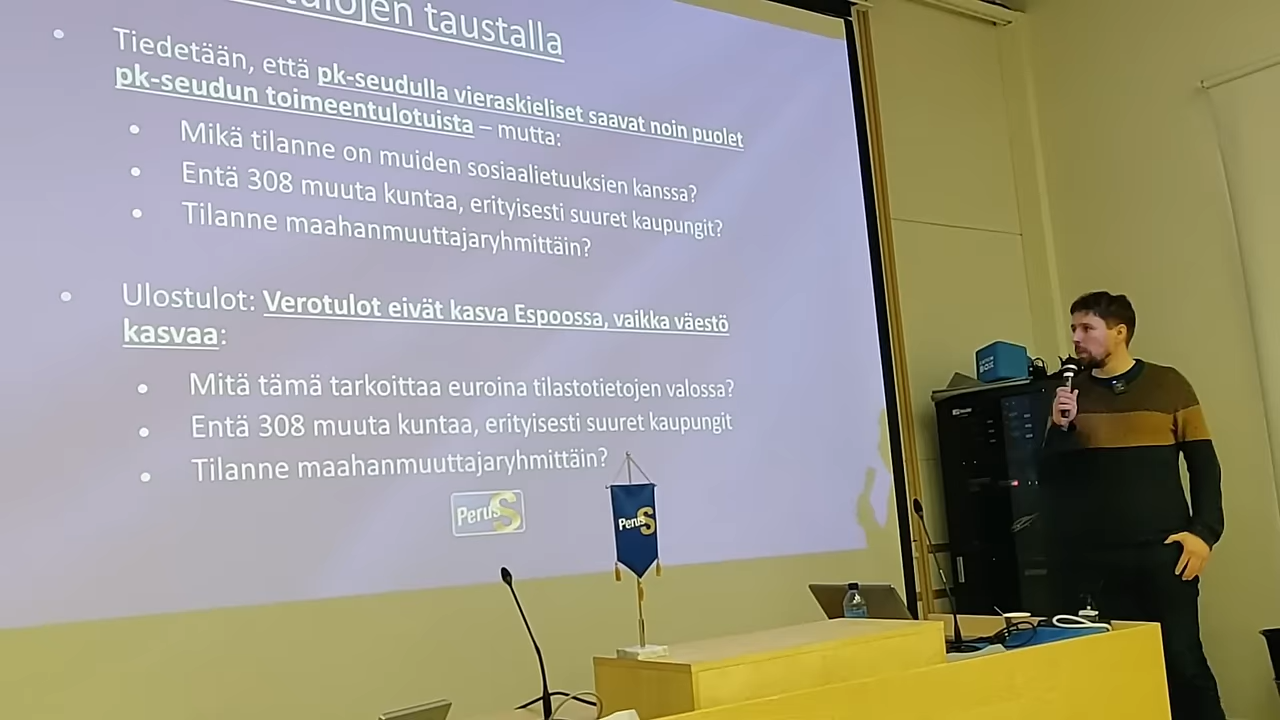 taustalla
Tiedetään, että pk-seudulla vieraskieliset saavat noin puolet
pk-seudun toimeentulotuista – mutta:
Mikä tilanne on muiden sosiaalietuuksien kanssa?
Entä 308 muuta kuntaa, erityisesti suuret kaupungit?
Tilanne maahanmuuttajaryhmittäin?
Ulostulot: Verotulot eivät kasva Espoossa, vaikka väestö
kasvaa:
Mitä tämä tarkoittaa euroina tilastotietojen valossa?
Entä 308 muuta kuntaa, erityisesti suuret kaupungit
Tilanne maahanmuuttajaryhmittäin?
PerusS
PerusS